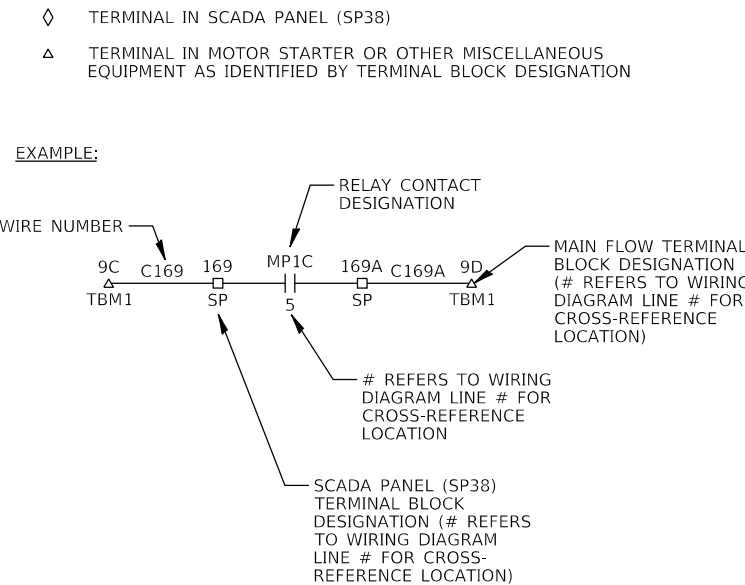 TERMINAL IN SCADA PANEL (SP38)
TERMINAL IN MOTOR STARTER OR OTHER MISCELLANEOUS
EQUIPMENT AS IDENTIFIED BY TERMINAL BLOCK DESIGNATION
EXAMPLE:
RELAY CONTACT
DESIGNATION
WIRE NUMBER
9C
C169
169
MP1C
169A
C169A
9D
TBM1
SP
5
SP
TBM1
MAIN FLOW TERMINAL
BLOCK DESIGNATION
(# REFERS TO WIRING
DIAGRAM LINE # FOR
CROSS-REFERENCE
LOCATION)
# REFERS TO WIRING
DIAGRAM LINE # FOR
CROSS-REFERENCE
LOCATION
SCADA PANEL (SP38)
TERMINAL BLOCK
DESIGNATION (# REFERS
TO WIRING DIAGRAM
LINE # FOR CROSS-
REFERENCE LOCATION)